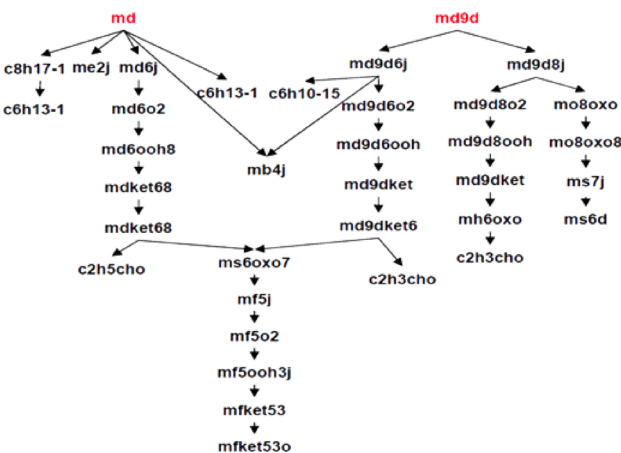 md md9d
c8h17-1 me2j md6j md9d6j md9d8j
c6h13-1 md6o2 c6h13-1 c6h10-15 md9d6o2 md9d8o2 mo8oxo
md6ooh8 mb4j md9d6ooh md9d8ooh mo8oxo8
mdket68 md9dket md9dket ms7j
mdket68 md9dket6 mh6oxo ms6d
c2h5cho ms6oxo7 c2h3cho c2h3cho
mf5j
mf5o2
mf5ooh3j
mfket53
mfket53o